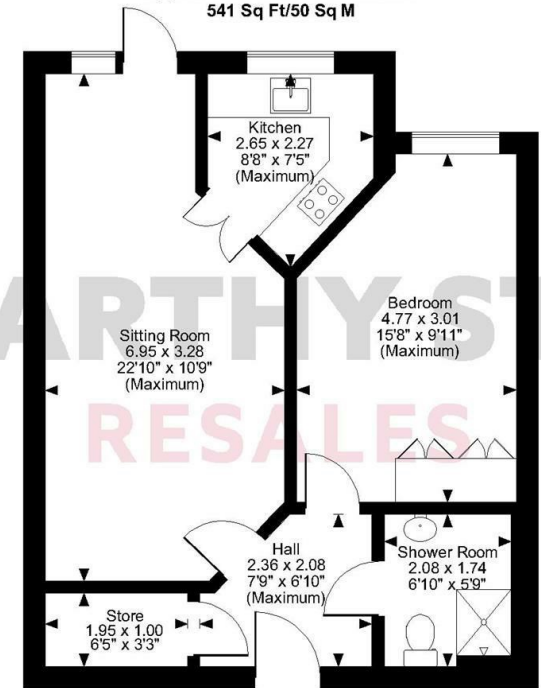 541 Sq Ft/50 Sq M
Kitchen
2.65 x 2.27
8'8" x 7'5"
(Maximum)
Bedroom
4.77 x 3.01
15'8" x 9'11"
(Maximum)
Sitting Room
6.95 x 3.28
22'10" x 10'9"
(Maximum)
ARTHY ST
RESALES
Hall
2.36 x 2.08
7'9" x 6'10"
(Maximum)
Shower Room
2.08 x 1.74
6'10" x 5'9"
Store
1.95 x 1.00
6'5" x 3'3"